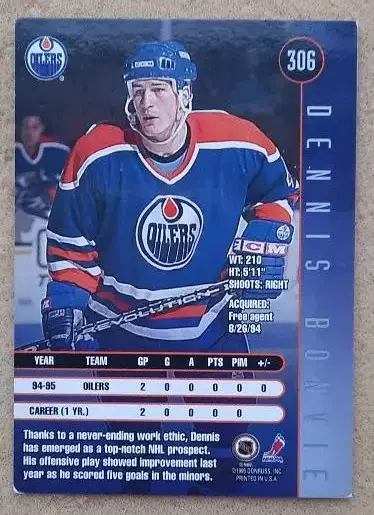 OILERS
306
DENNIS BONVIE
OILERS
CCM
WT: 210
HT: 5'11"
SHOOTS: RIGHT
ACQUIRED:
Free agent
8/26/94
REVOLUTION
YEAR TEAM GP G A PTS PIM +/-
94-95 OILERS 2 0 0 0 0 0
CAREER (1 YR.) 2 0 0 0 0
Thanks to a never-ending work ethic, Dennis
has emerged as a top-notch NHL prospect.
His offensive play showed improvement last
year as he scored five goals in the minors.
NHL
©1995 DONRUSS, INC.
PRINTED IN U.S.A.